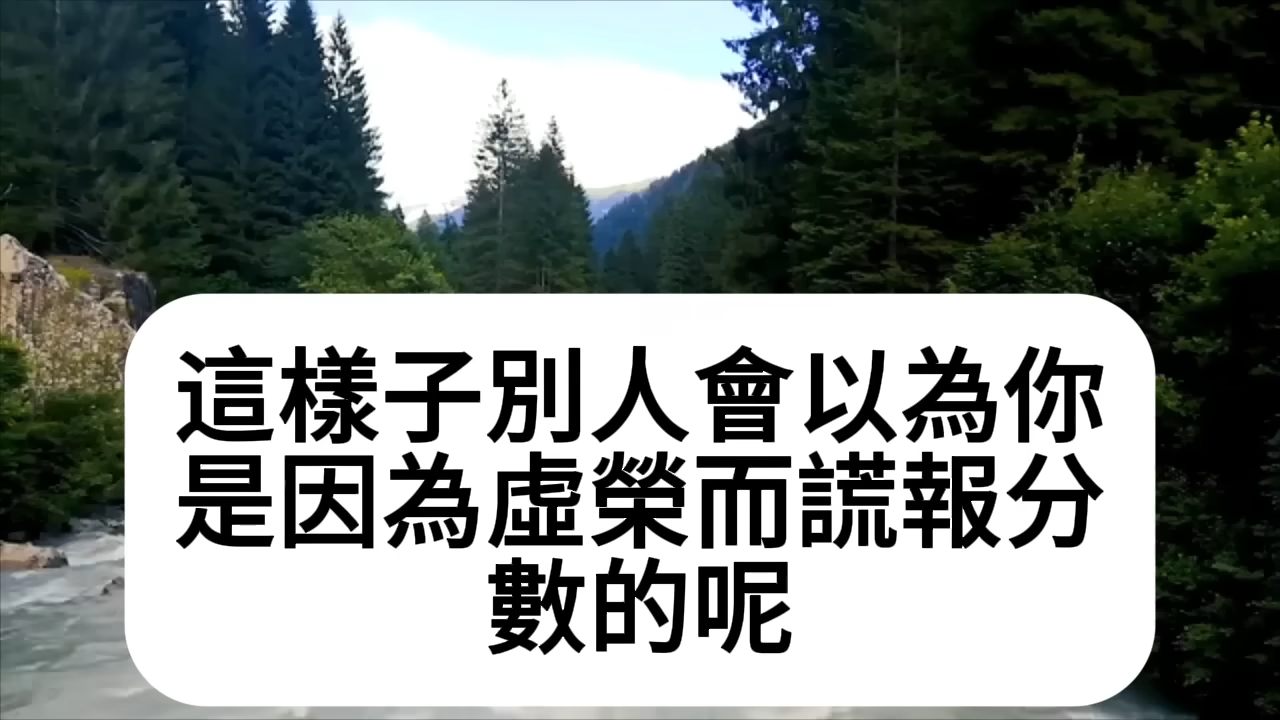 這樣子別人會以為你
是因為虛榮而謊報分
數的呢